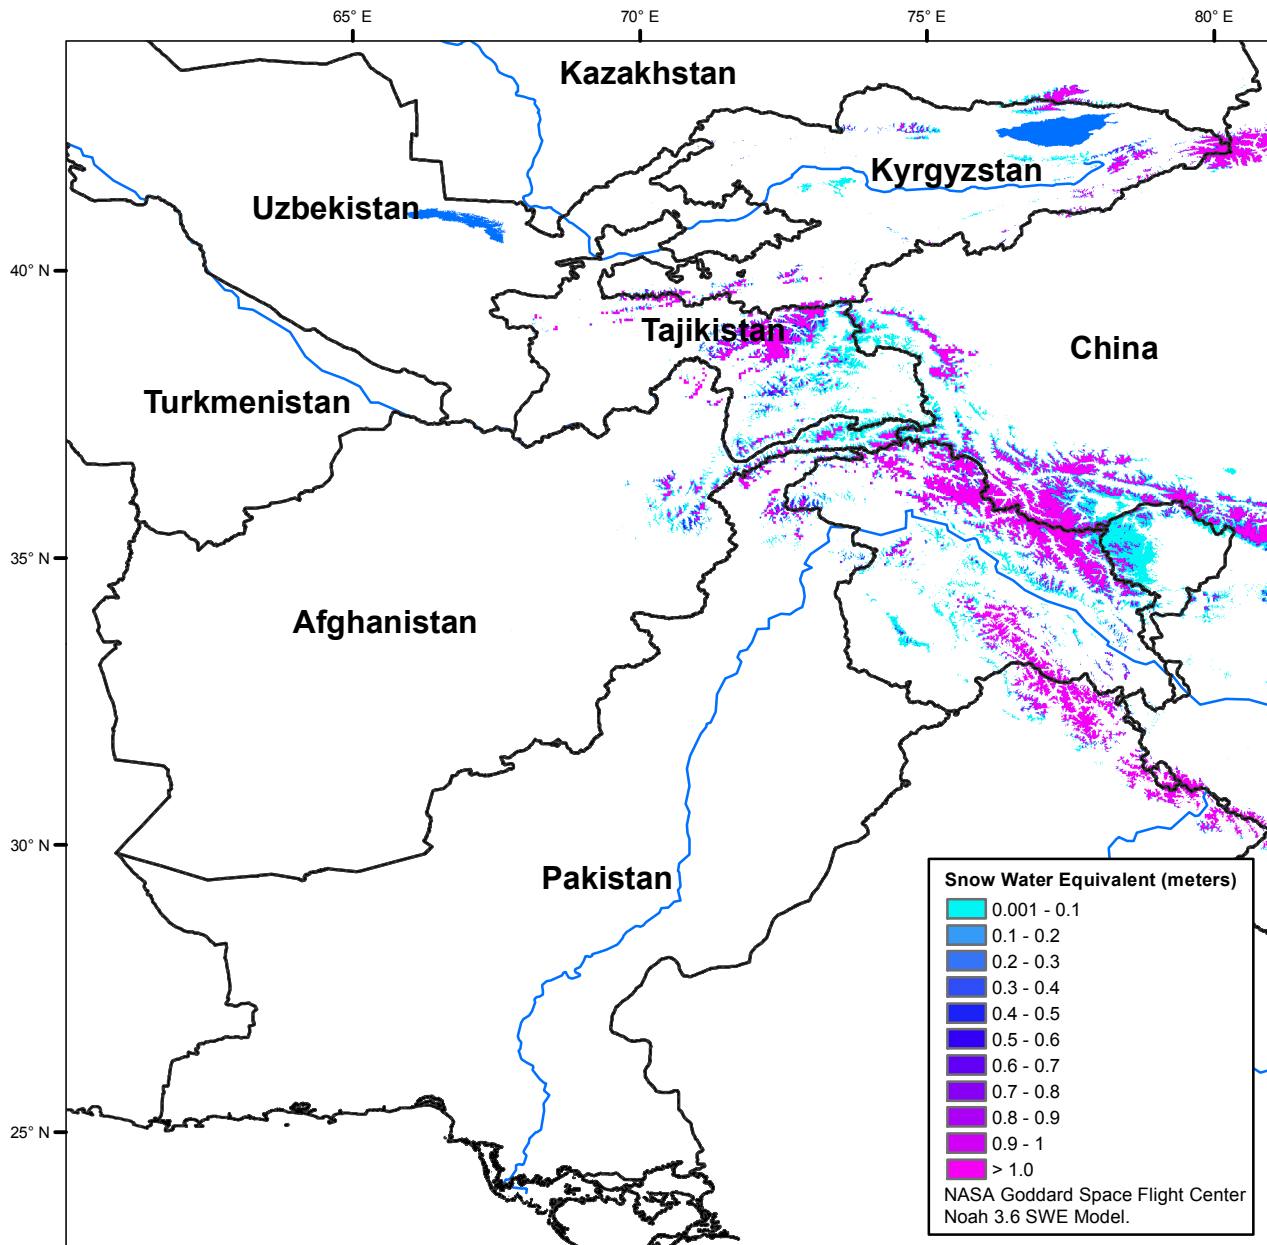 65° E
70° E
75° E
80° E
Kazakhstan
Kyrgyzstan
Uzbekistan
40° N
Tajikistan
China
Turkmenistan
35° N
Afghanistan
30° N
Pakistan
25° N
Snow Water Equivalent (meters)
0.001 - 0.1
0.1 - 0.2
0.2 - 0.3
0.3 - 0.4
0.4 - 0.5
0.5 - 0.6
0.6 - 0.7
0.7 - 0.8
0.8 - 0.9
0.9 - 1
> 1.0
NASA Goddard Space Flight Center
Noah 3.6 SWE Model.